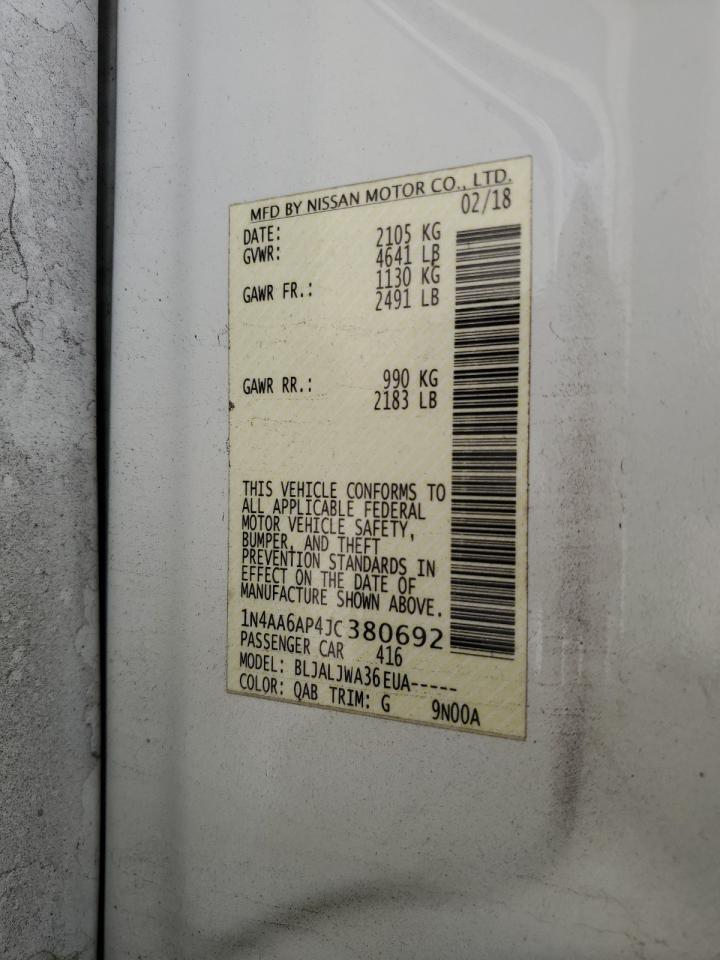 MFD BY NISSAN MOTOR CO., LTD.
DATE: 02/18
GVWR: 2105 KG
4641 LB
GAWR FR.: 1130 KG
2491 LB
GAWR RR.: 990 KG
2183 LB
THIS VEHICLE CONFORMS TO
ALL APPLICABLE FEDERAL
MOTOR VEHICLE SAFETY,
BUMPER, AND THEFT
PREVENTION STANDARDS IN
EFFECT ON THE DATE OF
MANUFACTURE SHOWN ABOVE.
1N4AA6AP4JC380692
PASSENGER CAR 416
MODEL: BLJALJWA36EUA-----
COLOR: QAB TRIM: G 9N00A